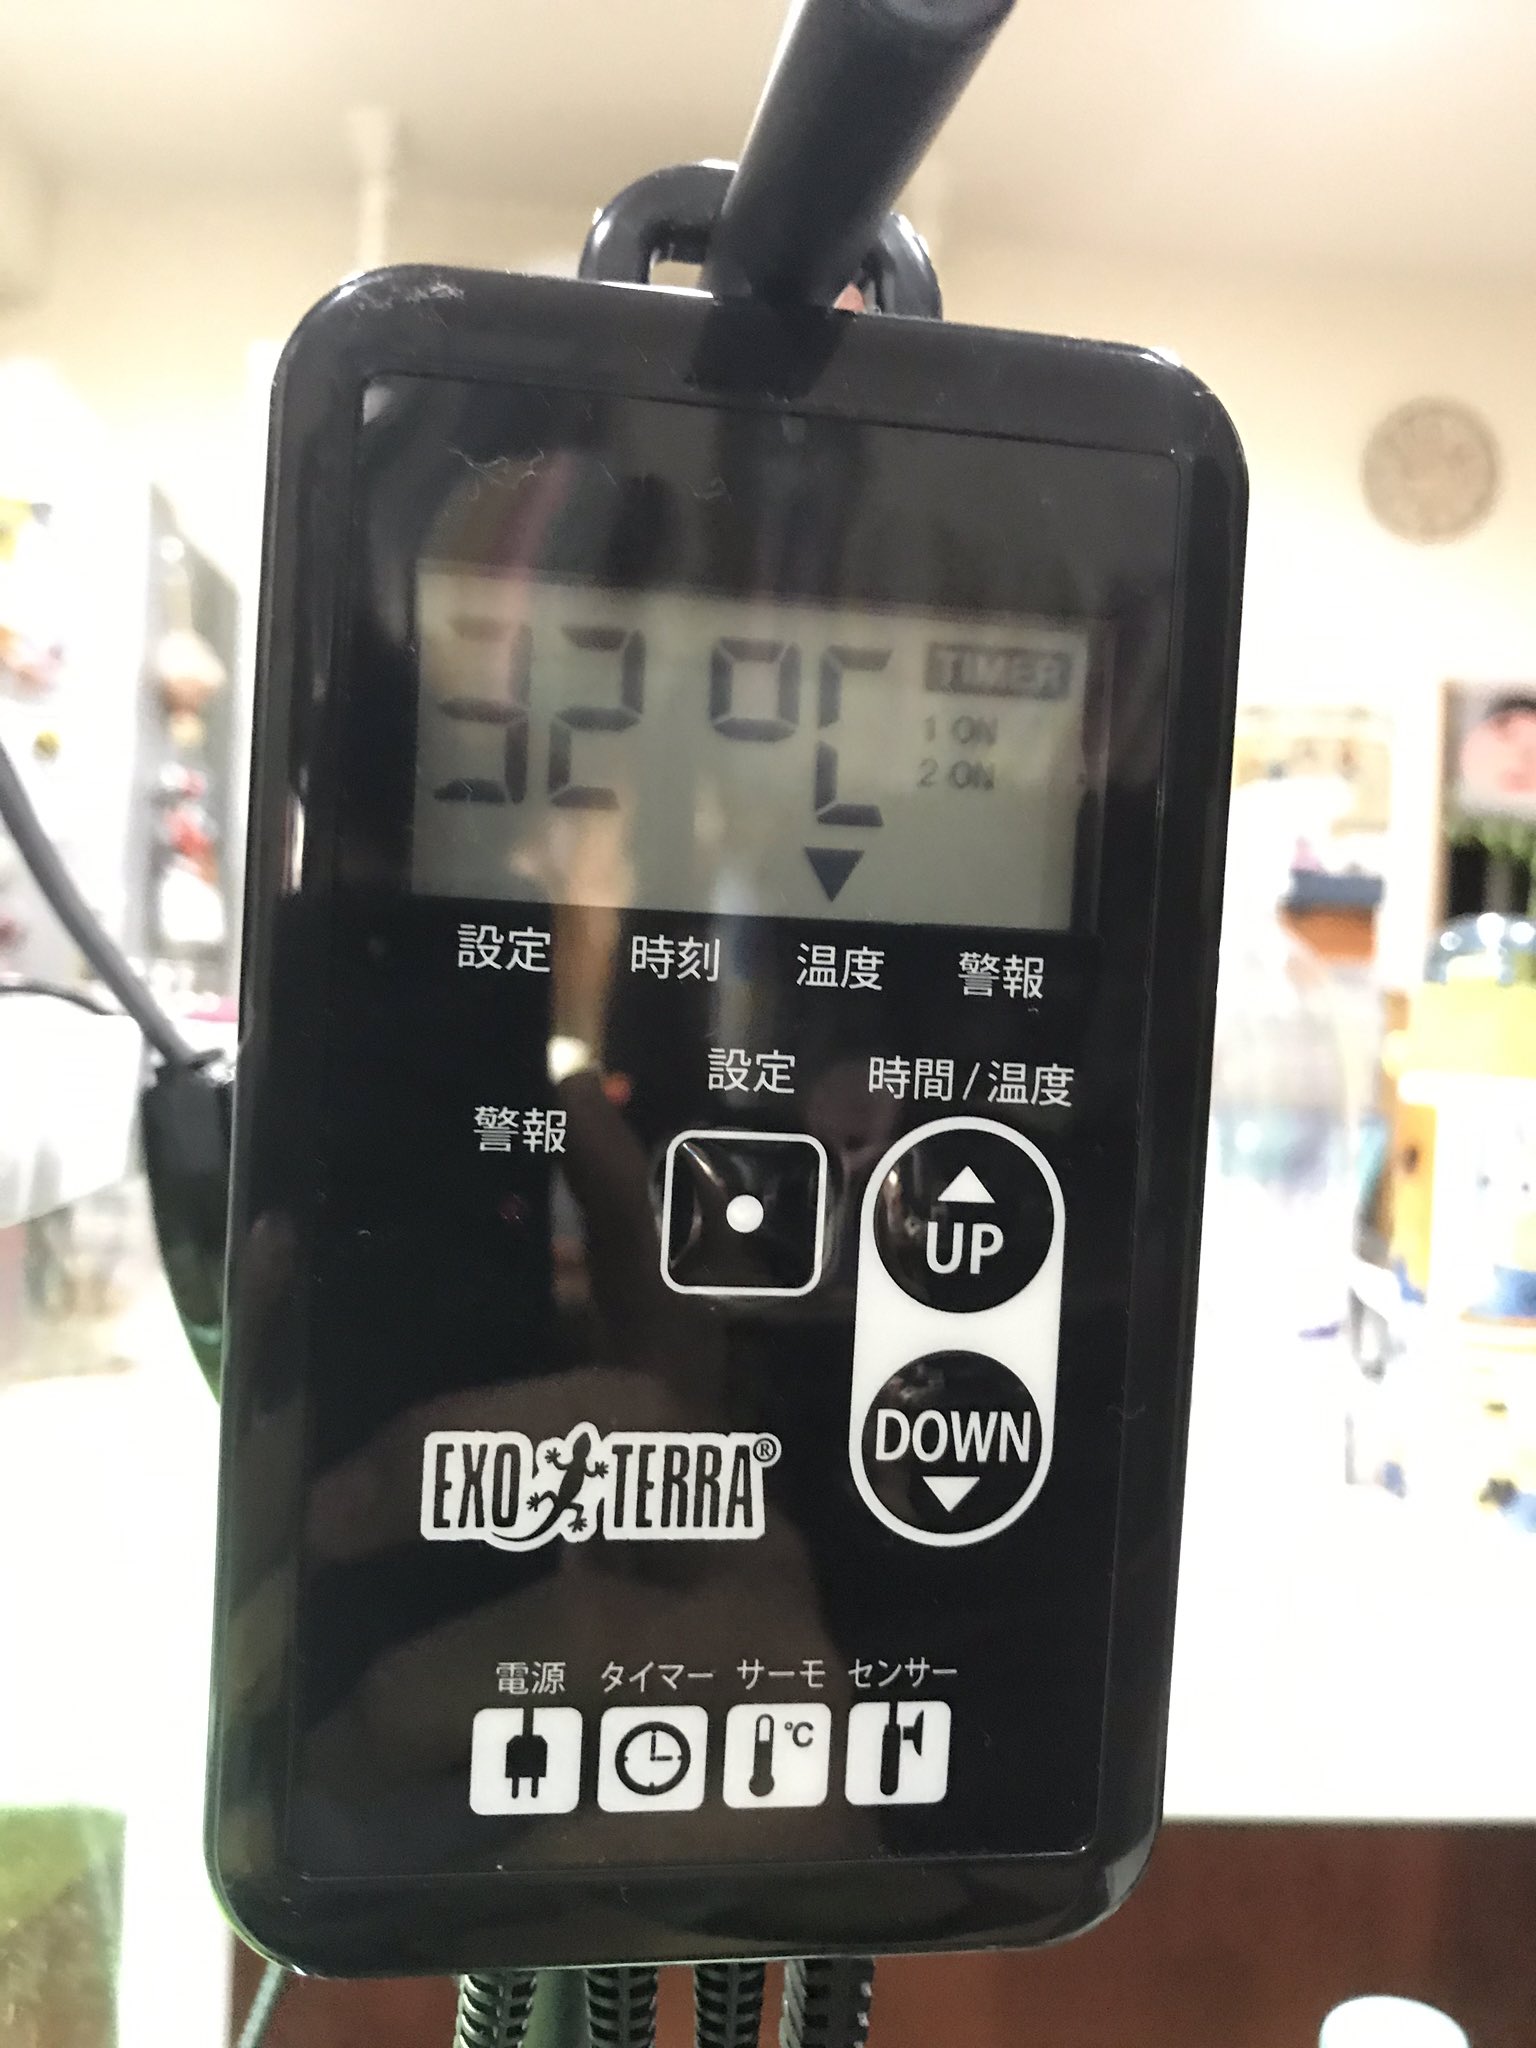 32℃ TIMER
1 ON
2 ON
設定 時刻 温度 警報
設定 時間/温度
警報
UP
DOWN
EXO TERRA®
電源 タイマー サーモ センサー
℃